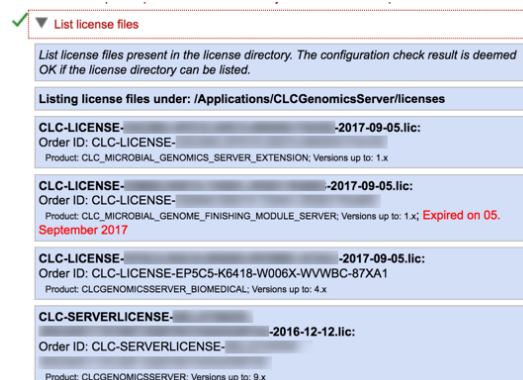 List license files
List license files present in the license directory. The configuration check result is deemed
OK if the license directory can be listed.
Listing license files under: /Applications/CLCGenomicsServer/licenses
CLC-LICENSE- -2017-09-05.lic:
Order ID: CLC-LICENSE-
Product: CLC_MICROBIAL_GENOMICS_SERVER_EXTENSION; Versions up to: 1.x
CLC-LICENSE- -2017-09-05.lic:
Order ID: CLC-LICENSE-
Product: CLC_MICROBIAL_GENOME_FINISHING_MODULE_SERVER; Versions up to: 1.x; Expired on 05.
September 2017
CLC-LICENSE- -2017-09-05.lic:
Order ID: CLC-LICENSE-EP5C5-K6418-W006X-WVWBC-87XA1
Product: CLCGENOMICSSERVER_BIOMEDICAL; Versions up to: 4.x
CLC-SERVERLICENSE-
-2016-12-12.lic:
Order ID: CLC-SERVERLICENSE-
Product: CLCGENOMICSSERVER; Versions up to: 9.x